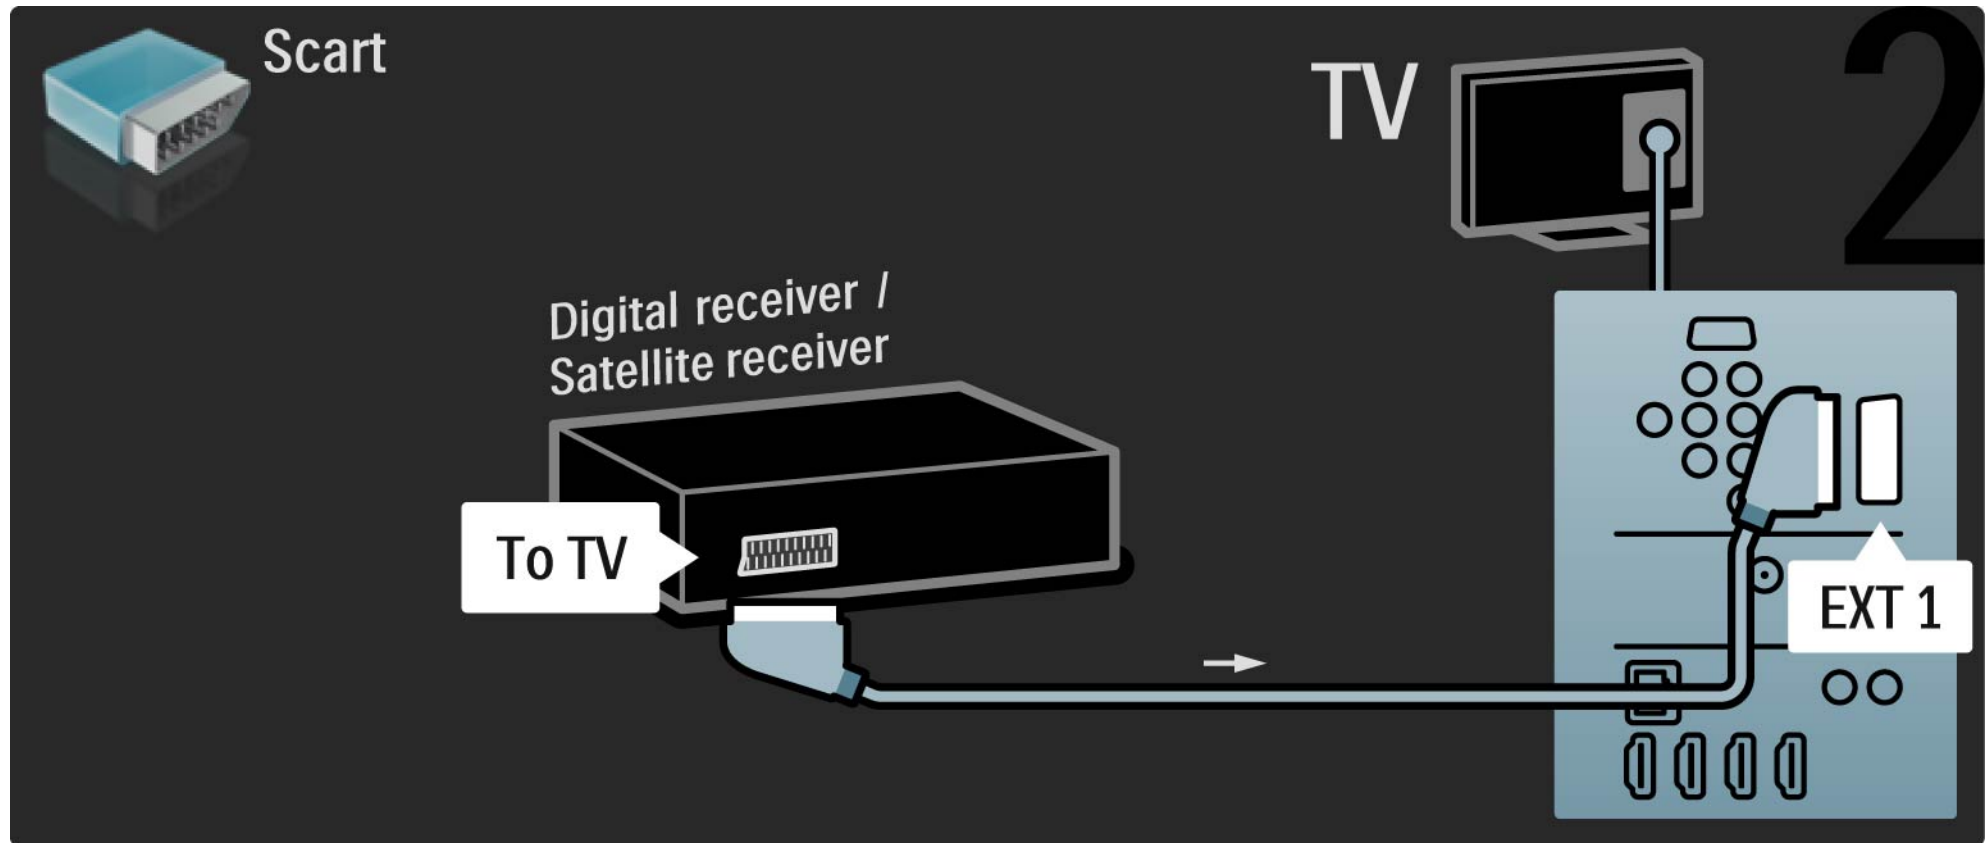 Scart
TV
2
Digital receiver /
Satellite receiver
To TV
EXT 1